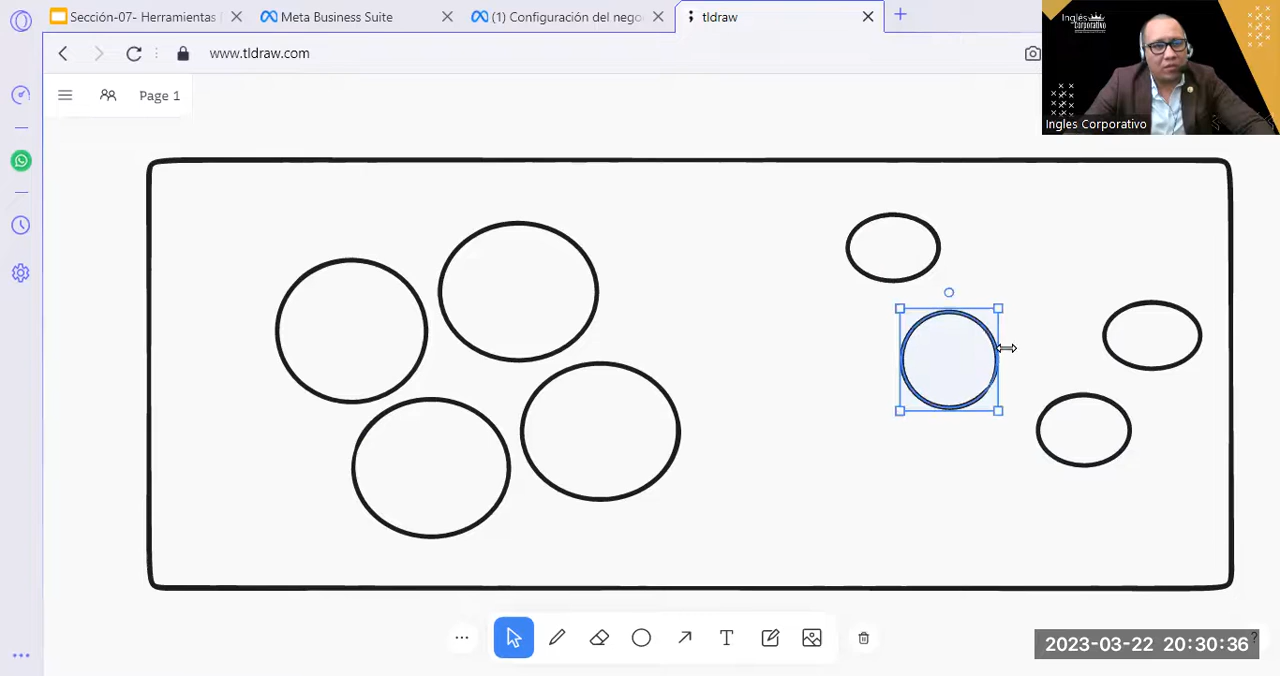 Sección-07- Herramientas
Meta Business Suite
(1) Configuración del nego
tldraw
www.tldraw.com
Page 1
Inglés
Corporativo
Ingles Corporativo
T
2023-03-22 20:30:36
?